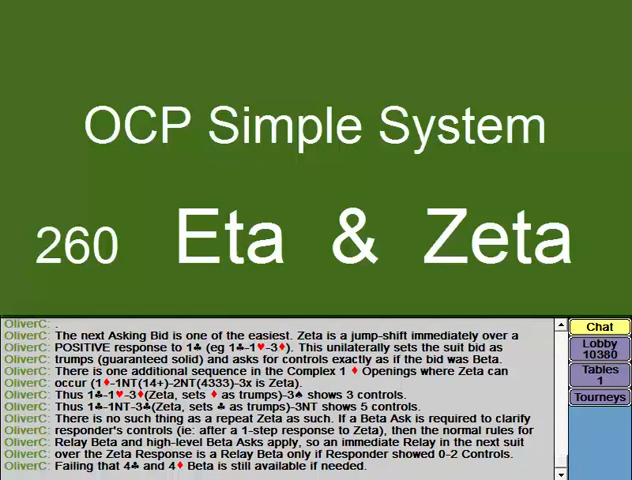 OCP Simple System
260 Eta & Zeta
OliverC: .
OliverC: The next Asking Bid is one of the easiest. Zeta is a jump-shift immediately over a
OliverC: POSITIVE response to 1♣ (eg 1♣-1♥-3♦). This unilaterally sets the suit bid as
OliverC: trumps (guaranteed solid) and asks for controls exactly as if the bid was Beta.
OliverC: There is one additional sequence in the Complex 1 ♦ Openings where Zeta can
OliverC: occur (1♦-1NT(14+)-2NT(4333)-3x is Zeta).
OliverC: Thus 1♣-1♥-3♦(Zeta, sets ♦ as trumps)-3♠ shows 3 controls.
OliverC: Thus 1♣-1NT-3♣(Zeta, sets ♣ as trumps)-3NT shows 5 controls.
OliverC: There is no such thing as a repeat Zeta as such. If a Beta Ask is required to clarify
OliverC: responder's controls (ie: after a 1-step response to Zeta), then the normal rules for
OliverC: Relay Beta and high-level Beta Asks apply, so an immediate Relay in the next suit
OliverC: over the Zeta Response is a Relay Beta only if Responder showed 0-2 Controls.
OliverC: Failing that 4♣ and 4♦ Beta is still available if needed.
Chat
Lobby
10380
Tables
1
Tourneys